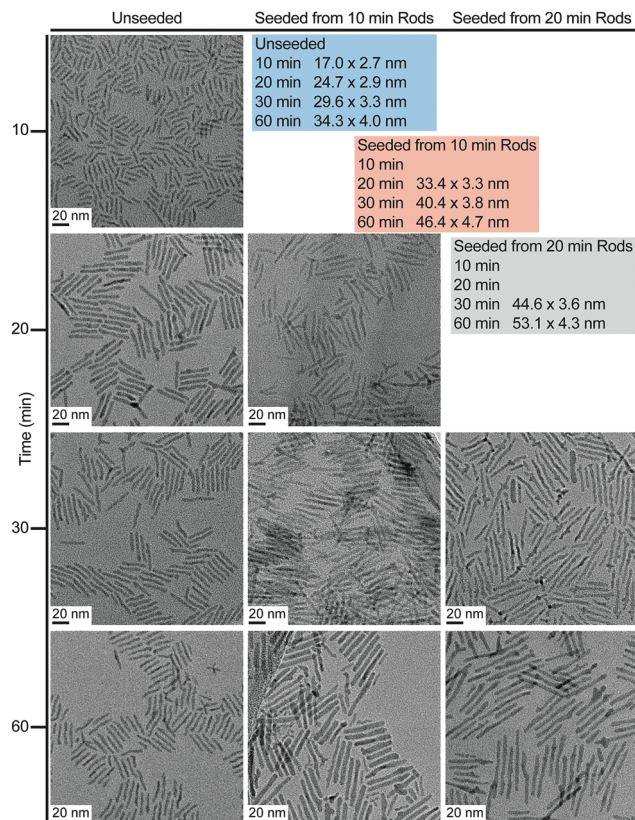 Unseeded
Seeded from 10 min Rods
Seeded from 20 min Rods
Time (min)
10
20 nm
Unseeded
10 min 17.0 x 2.7 nm
20 min 24.7 x 2.9 nm
30 min 29.6 x 3.3 nm
60 min 34.3 x 4.0 nm
Seeded from 10 min Rods
10 min
20 min 33.4 x 3.3 nm
30 min 40.4 x 3.8 nm
60 min 46.4 x 4.7 nm
20
20 nm
20 nm
Seeded from 20 min Rods
10 min
20 min
30 min 44.6 x 3.6 nm
60 min 53.1 x 4.3 nm
30
20 nm
20 nm
20 nm
60
20 nm
20 nm
20 nm